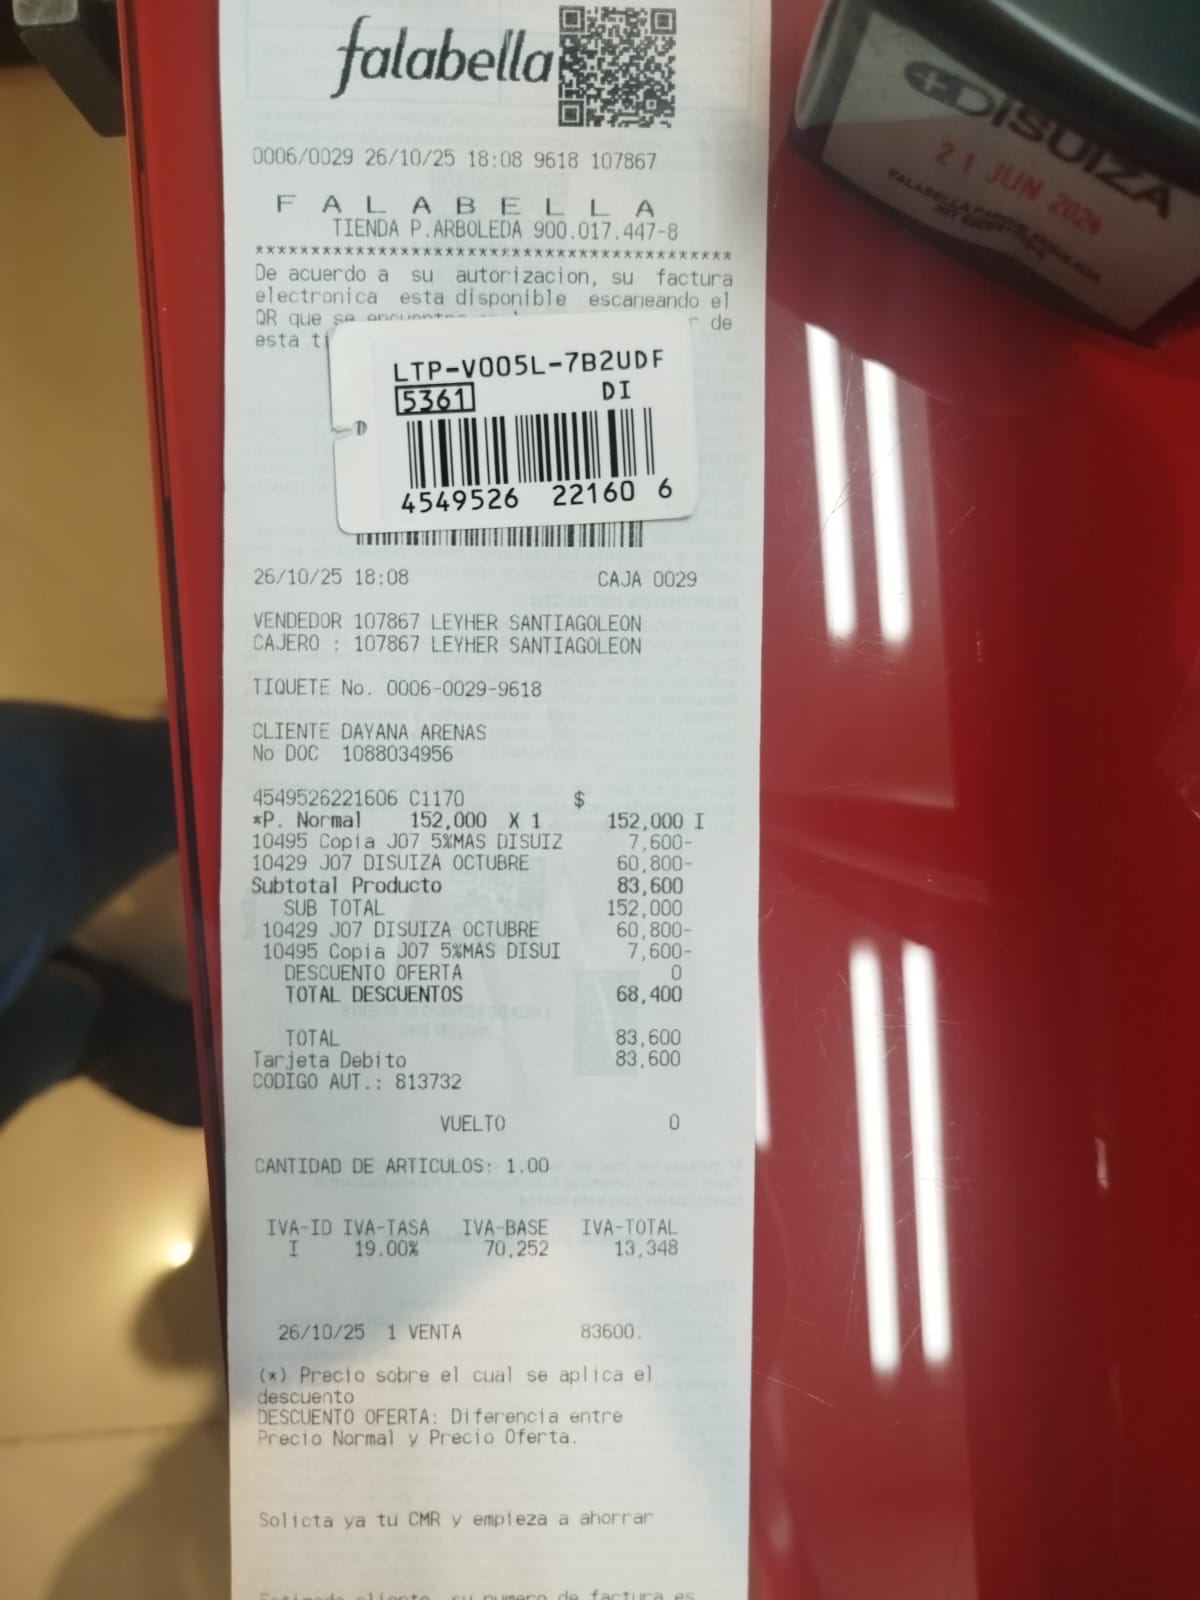 falabella
0006/0029 26/10/25 18:08 9618 107867
F A L A B E L L A
TIENDA P.ARBOLEDA 900.017.447-8
*******************************************
De acuerdo a su autorizacion, su factura
electronica esta disponible escaneando el
QR que se de
esta
LTP-V005L-7B2UDF
5361 DI
4549526 22160 6
26/10/25 18:08 CAJA 0029
VENDEDOR 107867 LEYHER SANTIAGOLEON
CAJERO : 107867 LEYHER SANTIAGOLEON
TIQUETE No. 0006-0029-9618
CLIENTE DAYANA ARENAS
No DOC 1088034956
4549526221606 C1170 $
*P. Normal 152,000 X 1 152,000 I
10495 Copia J07 5%MAS DISUIZ 7,600-
10429 J07 DISUIZA OCTUBRE 60,800-
Subtotal Producto 83,600
SUB TOTAL 152,000
10429 J07 DISUIZA OCTUBRE 60,800-
10495 Copia J07 5%MAS DISUI 7,600-
DESCUENTO OFERTA 0
TOTAL DESCUENTOS 68,400
TOTAL 83,600
Tarjeta Debito 83,600
CODIGO AUT.: 813732
VUELTO 0
CANTIDAD DE ARTICULOS: 1.00
IVA-ID IVA-TASA IVA-BASE IVA-TOTAL
I 19.00% 70,252 13,348
26/10/25 1 VENTA 83600.
(*) Precio sobre el cual se aplica el
descuento
DESCUENTO OFERTA: Diferencia entre
Precio Normal y Precio Oferta.
Solicta ya tu CMR y empieza a ahorrar
Estimado cliente, su numero de factura es
DISUIZA
21 JUN 2024